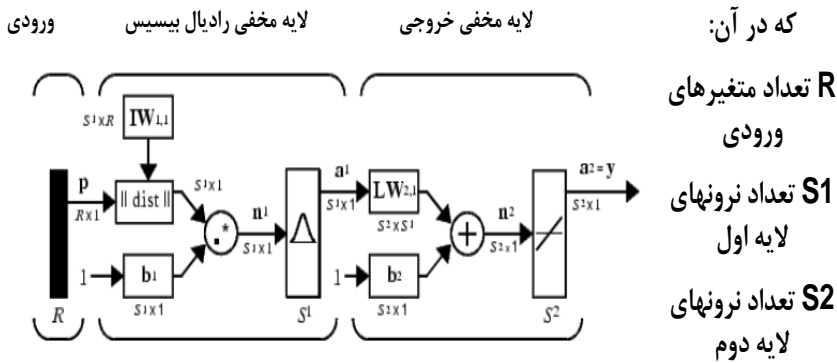 ورودی
لایه مخفی رادیال بیسیس
لایه مخفی خروجی
که در آن:
R تعداد متغیرهای
ورودی
S1 تعداد نرونهای
لایه اول
S2 تعداد نرونهای
لایه دوم
S1xR IW1,1
p
Rx1
|| dist ||
S1x1
.*
n1
S1x1
1
b1
S1x1
a1
S1x1
LW2,1
S2xS1
+
n2
S2x1
1
b2
S2x1
a2=y
S2x1
R
S1
S2